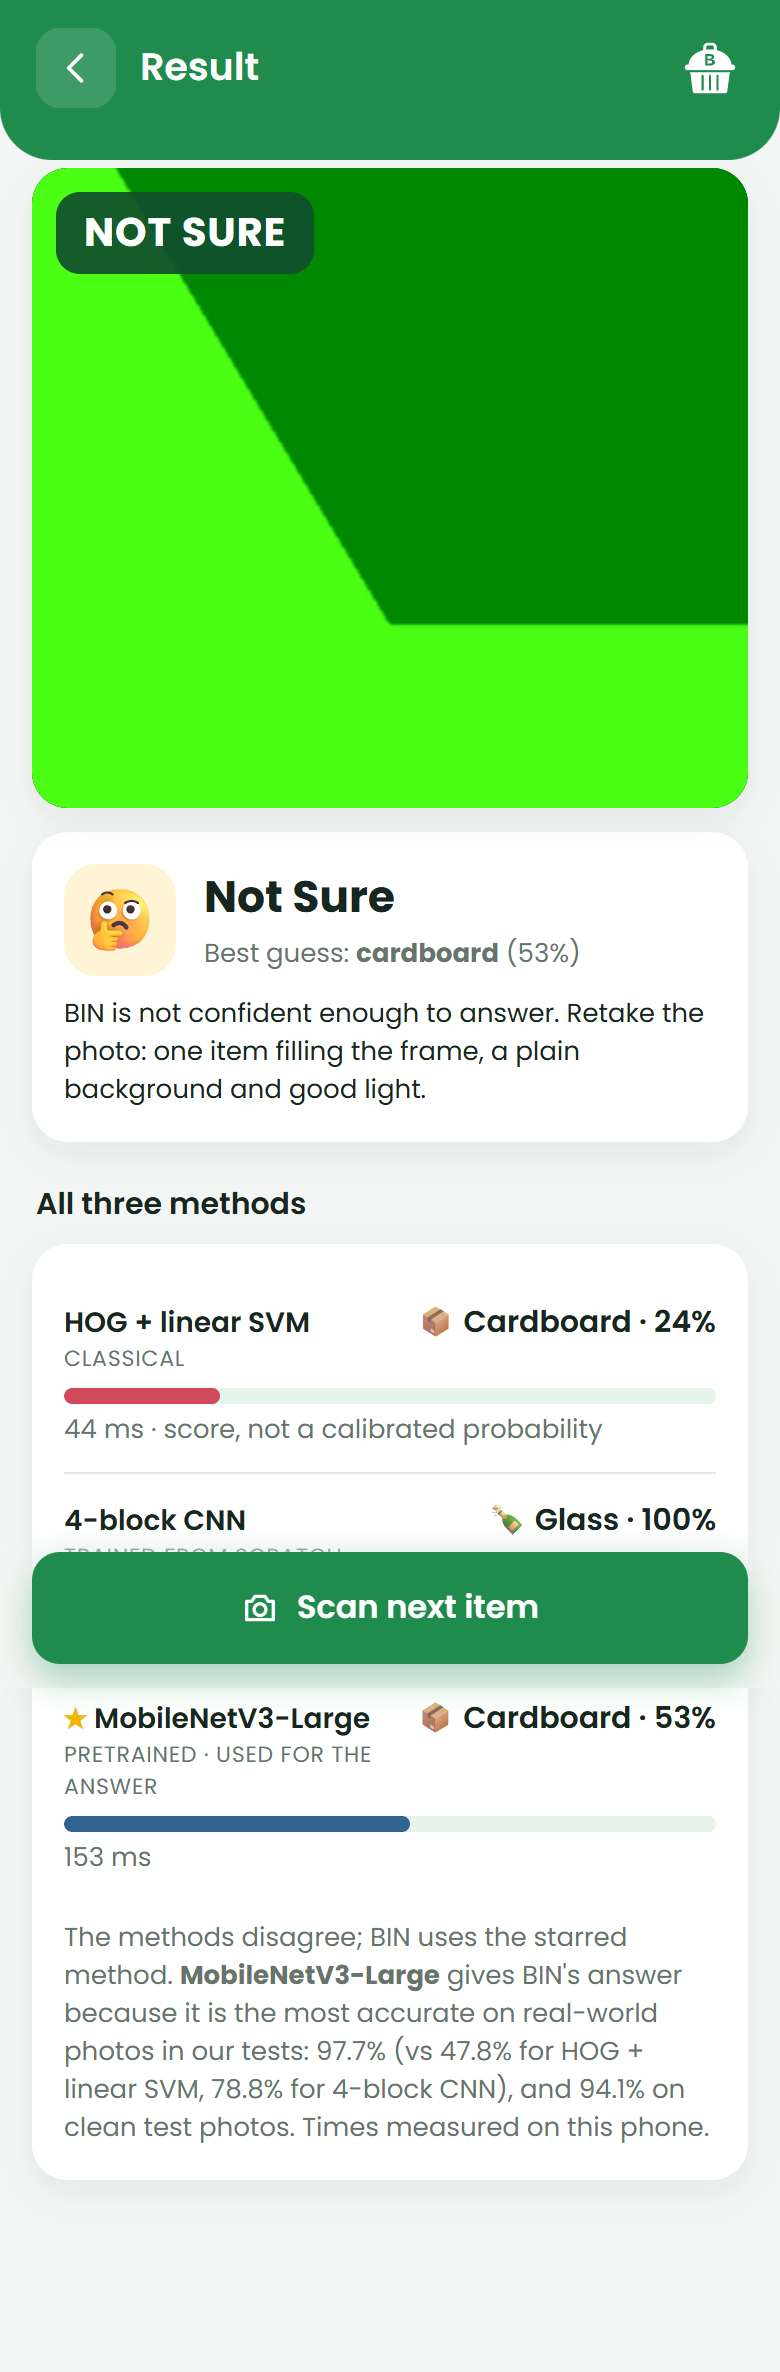 Result
B
NOT SURE
Not Sure
Best guess: cardboard (53%)
BIN is not confident enough to answer. Retake the
photo: one item filling the frame, a plain
background and good light.
All three methods
HOG + linear SVM
Cardboard · 24%
CLASSICAL
44 ms · score, not a calibrated probability
4-block CNN
Glass · 100%
TRAINED FROM SCRATCH
Scan next item
MobileNetV3-Large
Cardboard · 53%
PRETRAINED · USED FOR THE
ANSWER
153 ms
The methods disagree; BIN uses the starred
method. MobileNetV3-Large gives BIN's answer
because it is the most accurate on real-world
photos in our tests: 97.7% (vs 47.8% for HOG +
linear SVM, 78.8% for 4-block CNN), and 94.1% on
clean test photos. Times measured on this phone.